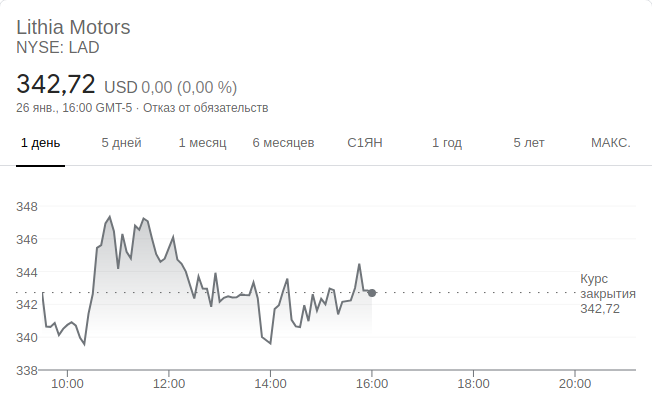 Lithia Motors
NYSE: LAD
342,72 USD 0,00 (0,00 %)
26 янв., 16:00 GMT-5 · Отказ от обязательств
1 день 5 дней 1 месяц 6 месяцев С1ЯН 1 год 5 лет МАКС.
348
346
344
342
340
338
Курс
закрытия
342,72
10:00 12:00 14:00 16:00 18:00 20:00